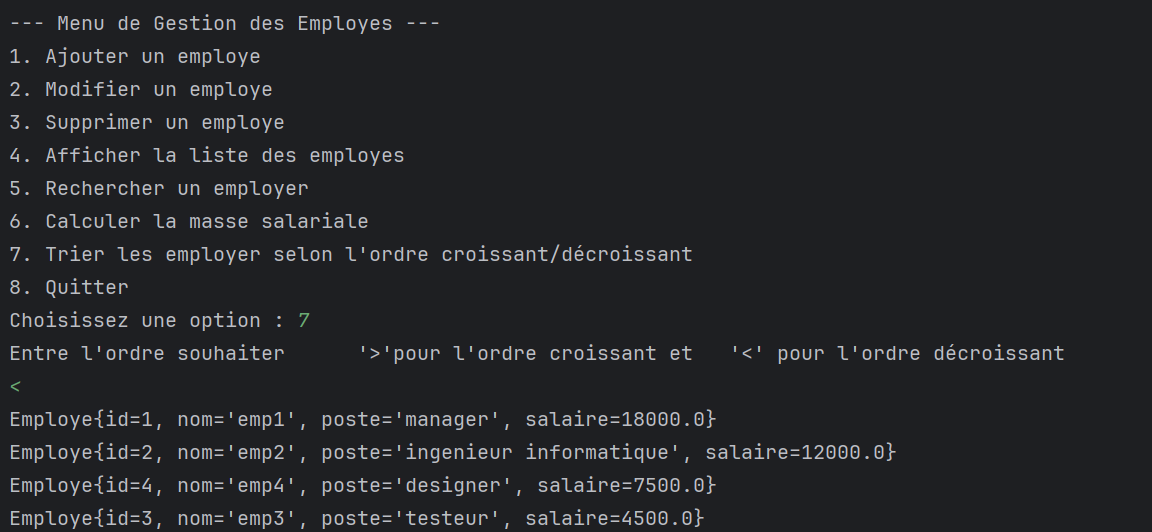 --- Menu de Gestion des Employes ---
1. Ajouter un employe
2. Modifier un employe
3. Supprimer un employe
4. Afficher la liste des employes
5. Rechercher un employer
6. Calculer la masse salariale
7. Trier les employer selon l'ordre croissant/décroissant
8. Quitter
Choisissez une option : 7
Entre l'ordre souhaiter      '>'pour l'ordre croissant et   '<' pour l'ordre décroissant
<
Employe{id=1, nom='emp1', poste='manager', salaire=18000.0}
Employe{id=2, nom='emp2', poste='ingenieur informatique', salaire=12000.0}
Employe{id=4, nom='emp4', poste='designer', salaire=7500.0}
Employe{id=3, nom='emp3', poste='testeur', salaire=4500.0}